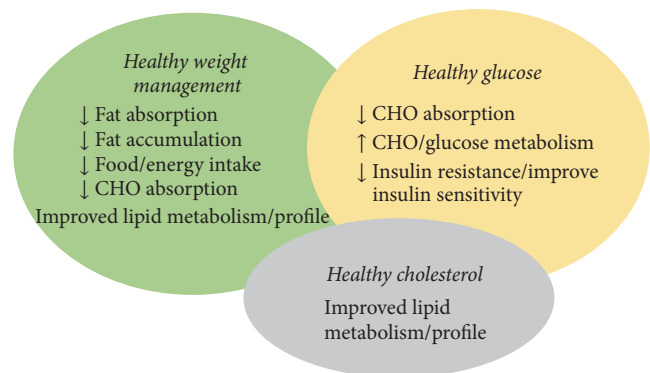 Healthy weight
management
↓ Fat absorption
↓ Fat accumulation
↓ Food/energy intake
↓ CHO absorption
Improved lipid metabolism/profile
Healthy glucose
↓ CHO absorption
↑ CHO/glucose metabolism
↓ Insulin resistance/improve
insulin sensitivity
Healthy cholesterol
Improved lipid
metabolism/profile